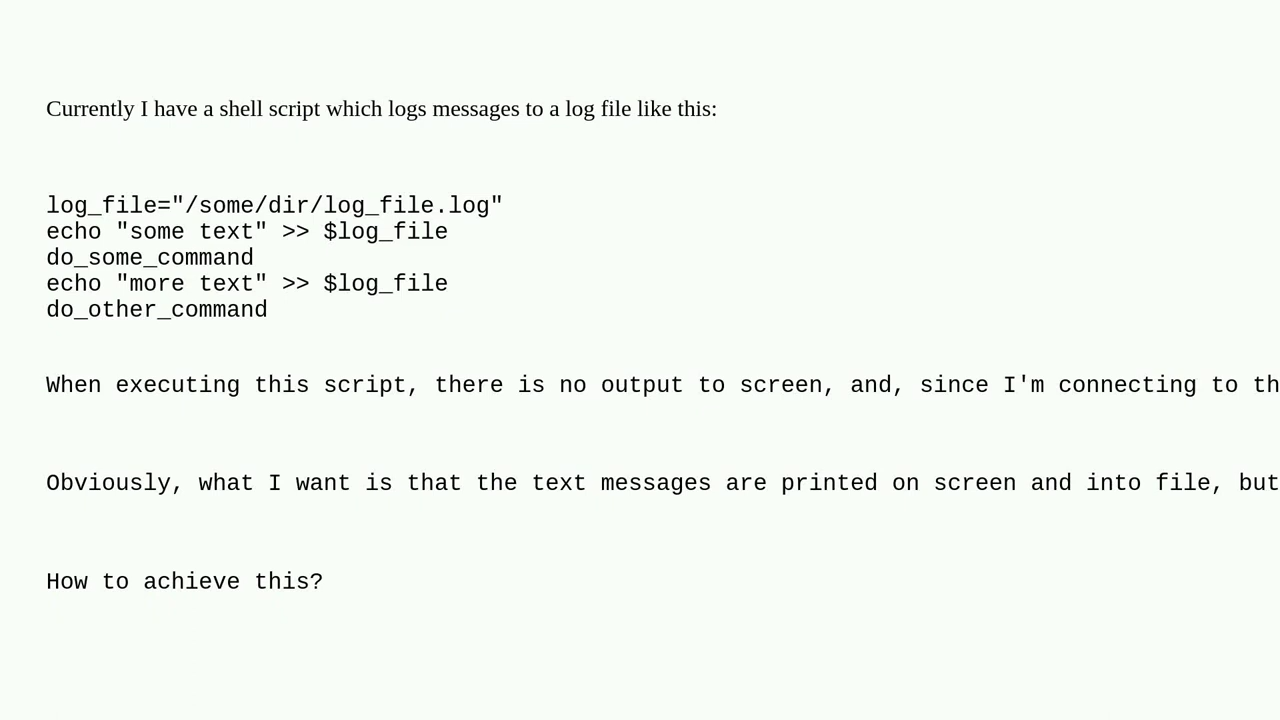 Currently I have a shell script which logs messages to a log file like this:
log_file="/some/dir/log_file.log"
echo "some text" >> $log_file
do_some_command
echo "more text" >> $log_file
do_other_command
When executing this script, there is no output to screen, and, since I'm connecting to th
Obviously, what I want is that the text messages are printed on screen and into file, but
How to achieve this?